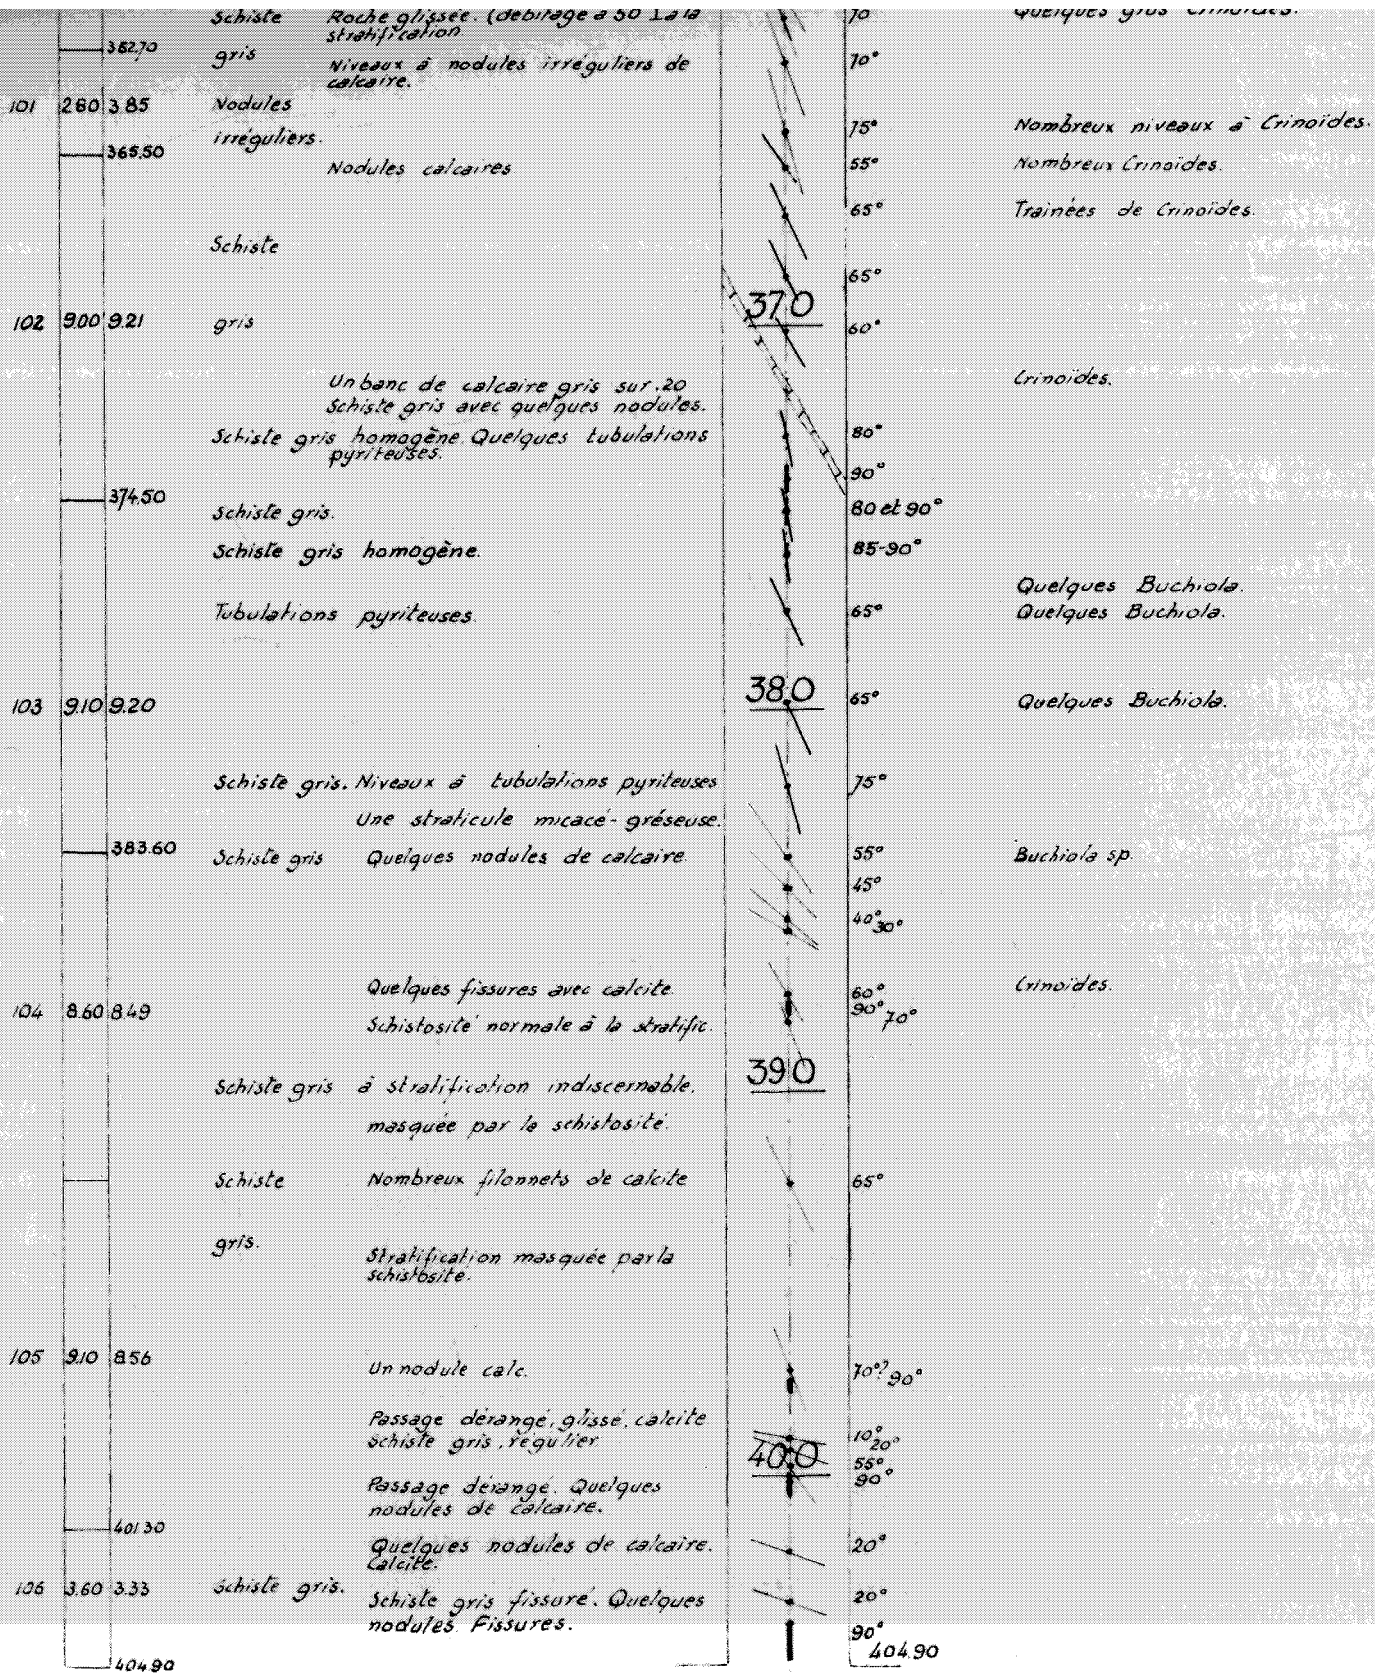 Schiste Roche glissée. (débitage à 50 ⊥ à la 70° Quelques gros Crinoïdes.
stratification
362,70 gris Niveaux à nodules irréguliers de 70°
calcaire.
101 2.80 3.85 Nodules
irréguliers. 75° Nombreux niveaux à Crinoïdes.
365.50 Nodules calcaires 55° Nombreux Crinoïdes.
65° Trainées de Crinoïdes.
Schiste
65°
370
102 9.00 9.21 gris 60°
Un banc de calcaire gris sur .20 Crinoïdes.
Schiste gris avec quelques nodules.
Schiste gris homogène. Quelques tubulations 80°
pyriteuses.
90°
374.50
Schiste gris. 80 et 90°
Schiste gris homogène. 85-90°
Quelques Buchiola.
Tubulations pyriteuses 65° Quelques Buchiola.
380
103 9.10 9.20 65° Quelques Buchiola.
Schiste gris. Niveaux à tubulations pyriteuses 75°
Une straticule micacé-gréseuse.
383.60 Schiste gris Quelques nodules de calcaire. 55° Buchiola sp.
45°
40° 30°
Quelques fissures avec calcite. 60° Crinoïdes.
104 8.60 8.49 90° 70°
Schistosité normale à la stratific.
390
Schiste gris à stratification indiscernable,
masquée par la schistosité.
Schiste Nombreux filonnets de calcite 65°
gris.
Stratification masquée par la
schistosité.
105 9.10 8.56
Un nodule calc. 70°? 90°
Passage dérangé, glissé, calcite 10°
Schiste gris, régulier 20°
400 55°
90°
Passage dérangé. Quelques
nodules de calcaire.
401.30
Quelques nodules de calcaire. 20°
Calcite.
106 3.60 3.33 Schiste gris. Schiste gris fissuré. Quelques 20°
nodules. Fissures. 90°
404.90 404.90